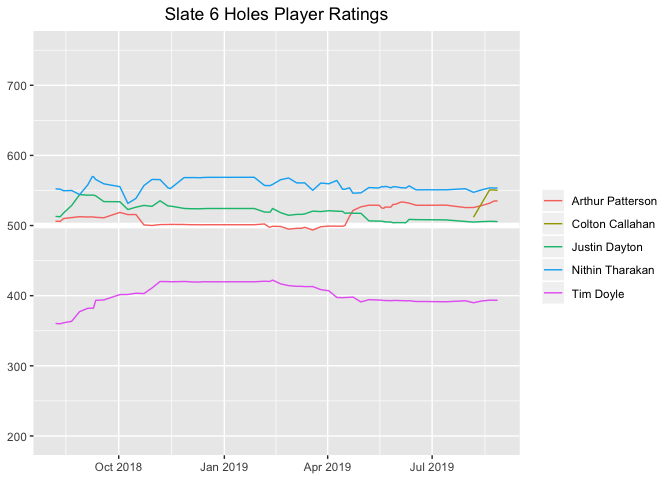 Slate 6 Holes Player Ratings
700
600
500
400
300
200
Oct 2018
Jan 2019
Apr 2019
Jul 2019
Arthur Patterson
Colton Callahan
Justin Dayton
Nithin Tharakan
Tim Doyle